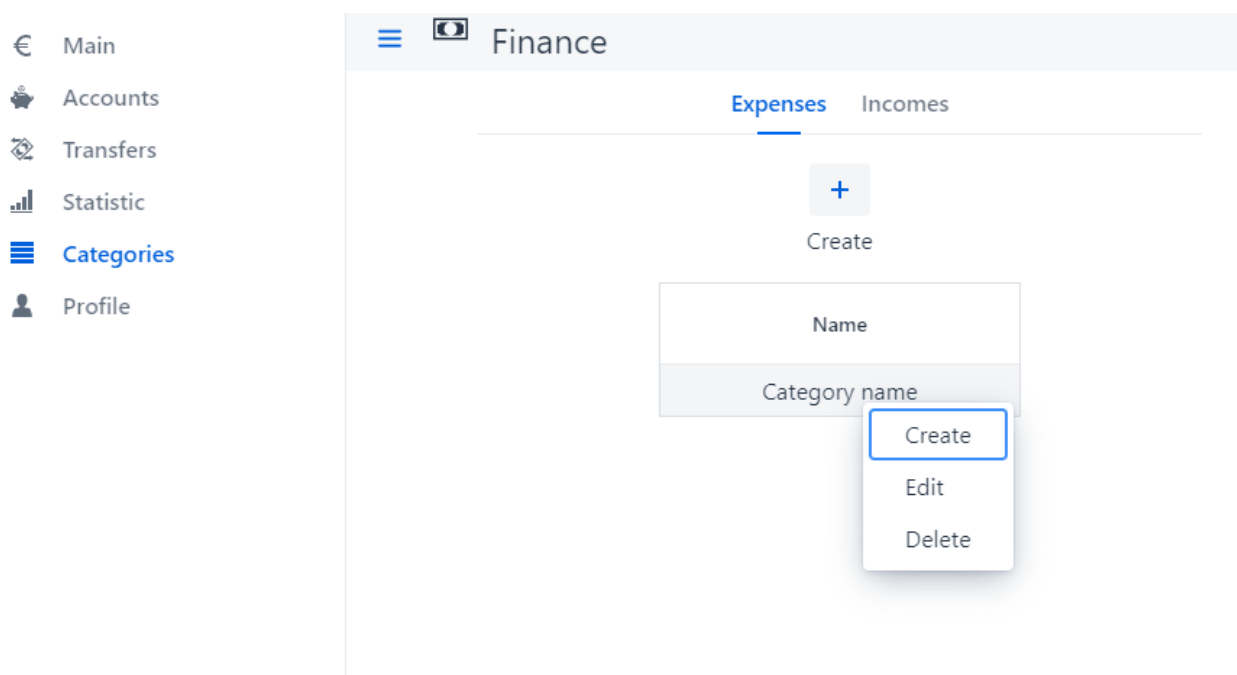 Main
Accounts
Transfers
Statistic
Categories
Profile
Finance
Expenses Incomes
+
Create
Name
Category name
Create
Edit
Delete